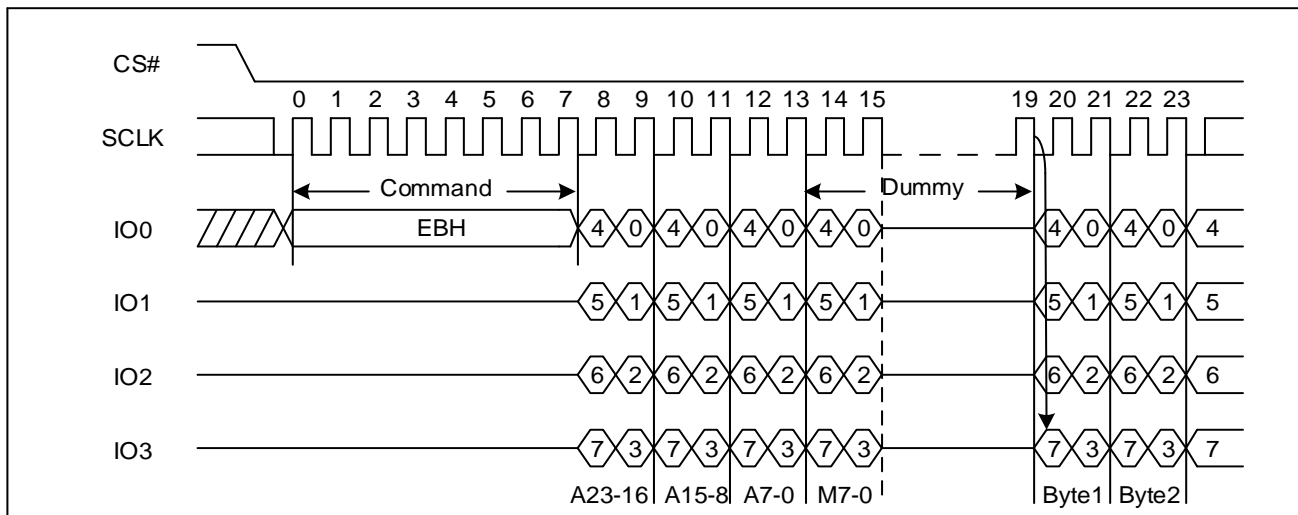 CS#
0 1 2 3 4 5 6 7 8 9 10 11 12 13 14 15 19 20 21 22 23
SCLK
Command Dummy
IO0 EBH 4 0 4 0 4 0 4 0 4 0 4 0 4
IO1 5 1 5 1 5 1 5 1 5 1 5 1 5
IO2 6 2 6 2 6 2 6 2 6 2 6 2 6
IO3 7 3 7 3 7 3 7 3 7 3 7 3 7
A23-16 A15-8 A7-0 M7-0 Byte1 Byte2